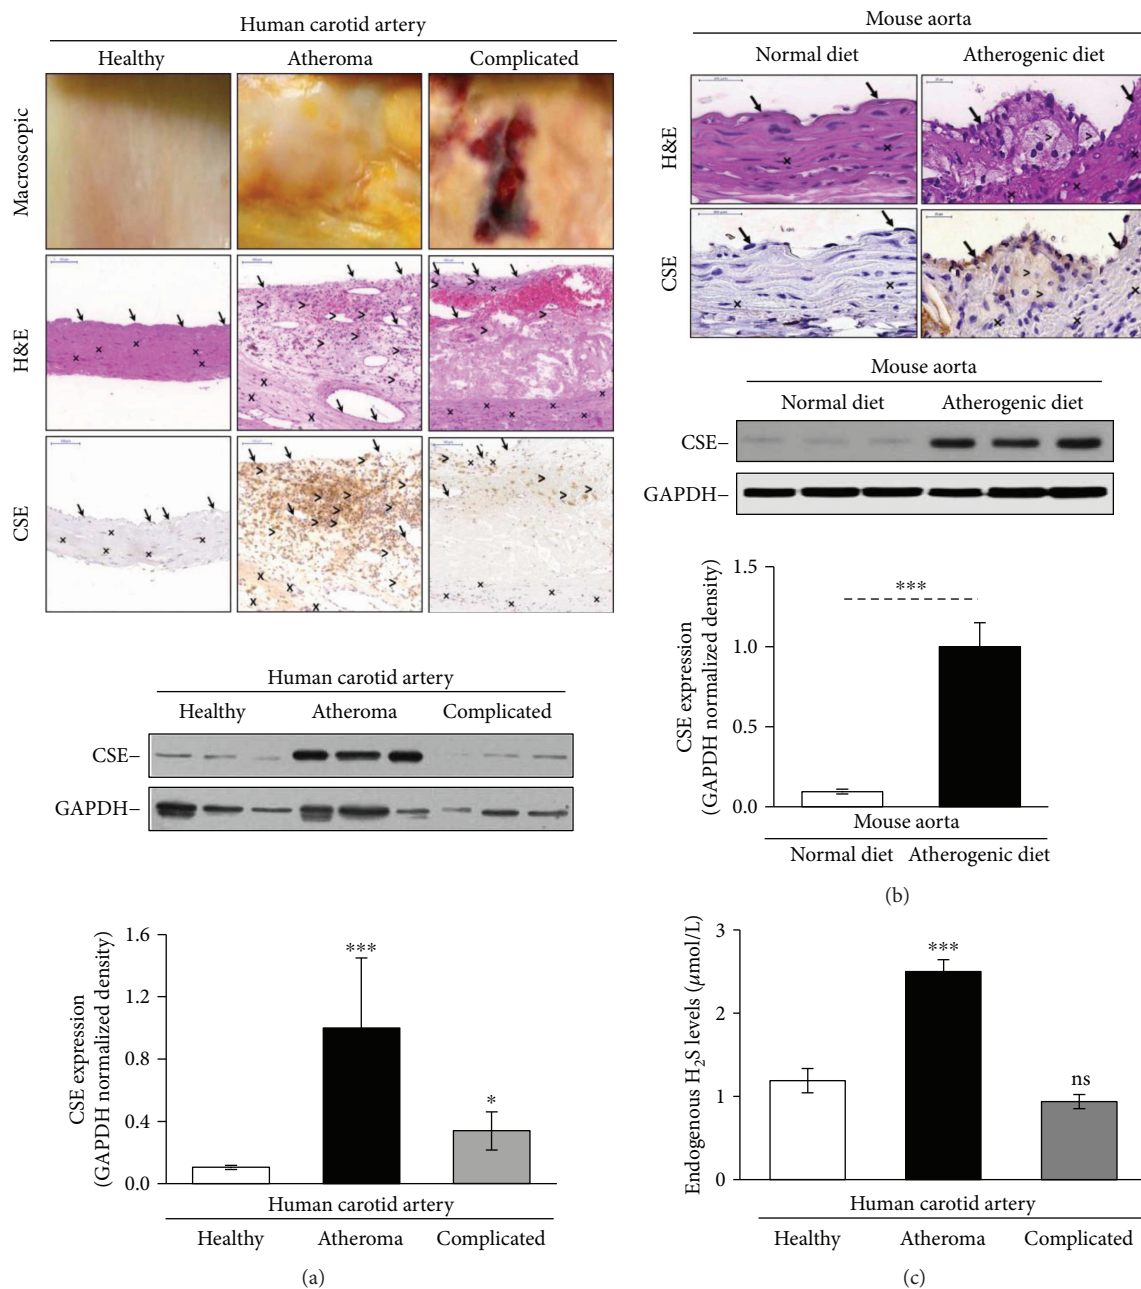 Human carotid artery
Healthy Atheroma Complicated
Macroscopic
H&E
CSE
Human carotid artery
Healthy Atheroma Complicated
CSE–
GAPDH–
CSE expression
(GAPDH normalized density)
1.6
1.2
0.8
0.4
0.0
***
*
Human carotid artery
Healthy Atheroma Complicated
(a)
Mouse aorta
Normal diet Atherogenic diet
H&E
CSE
Mouse aorta
Normal diet Atherogenic diet
CSE–
GAPDH–
CSE expression
(GAPDH normalized density)
1.5
1.0
0.5
0.0
***
Mouse aorta
Normal diet Atherogenic diet
(b)
Endogenous H₂S levels (μmol/L)
3
2
1
0
***
ns
Human carotid artery
Healthy Atheroma Complicated
(c)